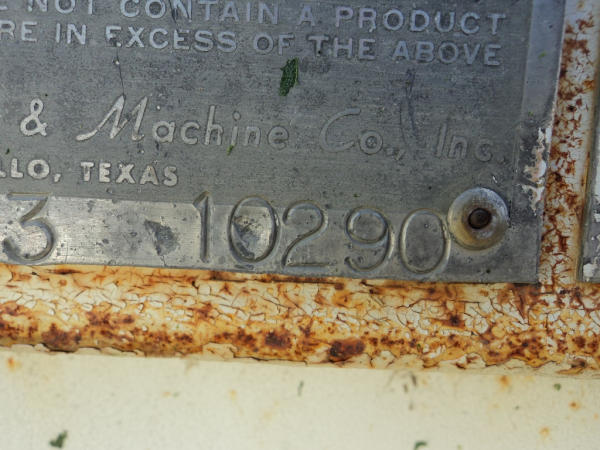 NOT CONTAIN A PRODUCT
RE IN EXCESS OF THE ABOVE
& Machine Co., Inc.
LLO, TEXAS
3 10290